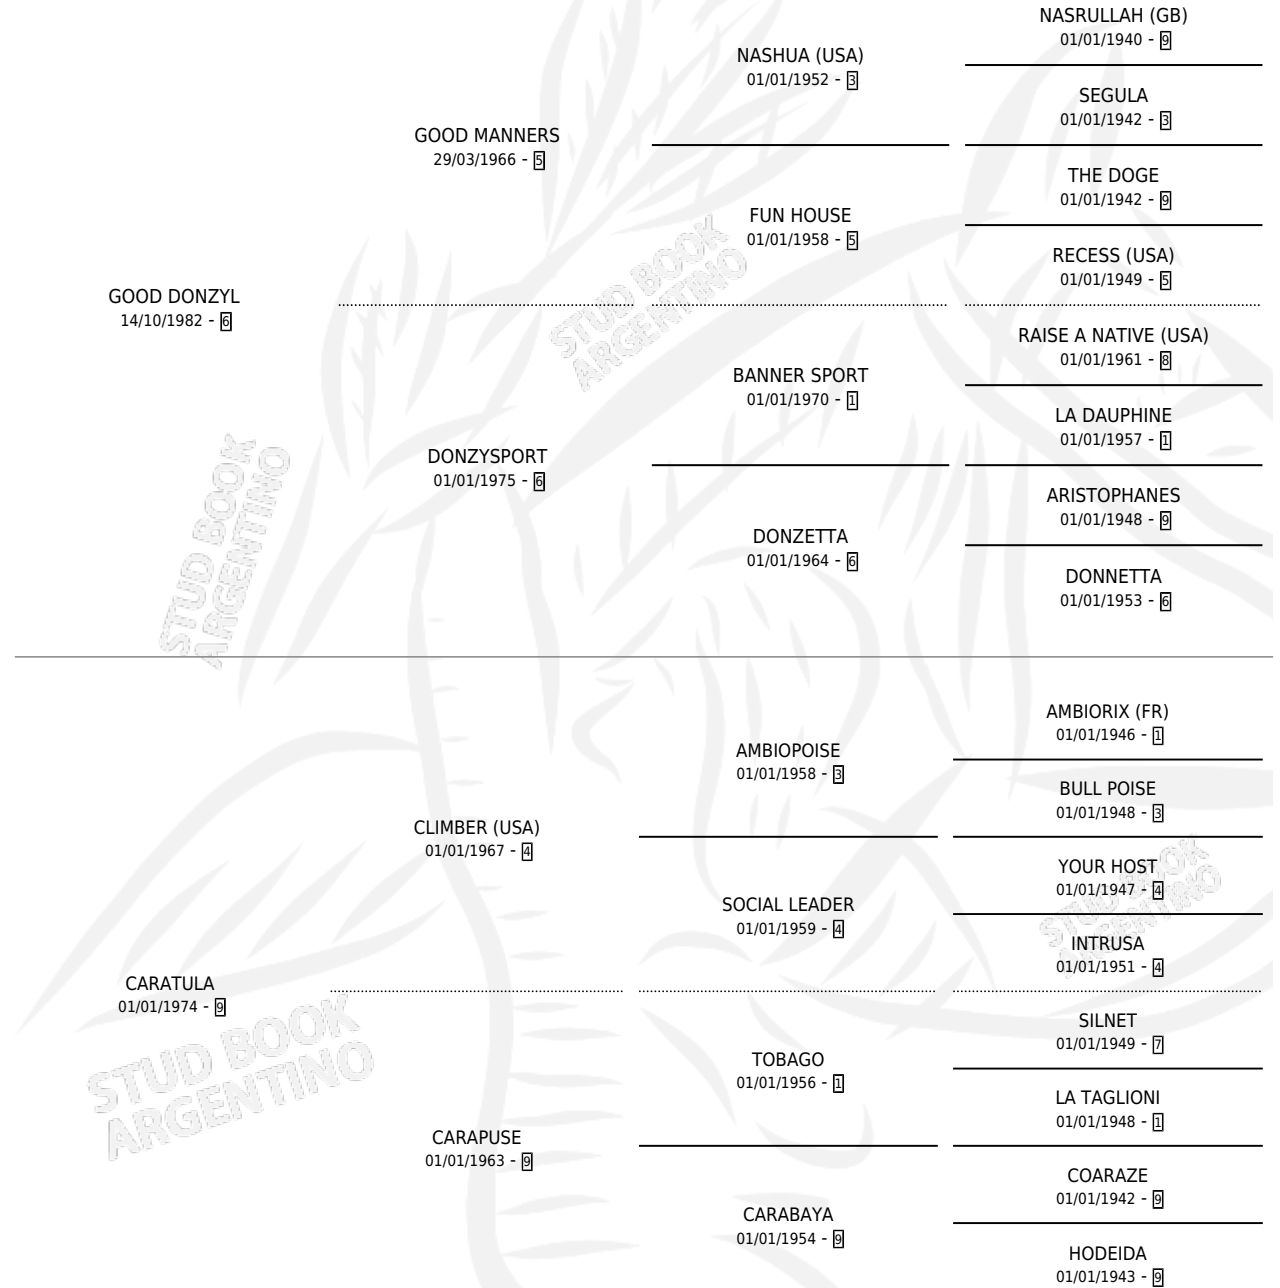 NASRULLAH (GB)
01/01/1940 - 9
NASHUA (USA)
01/01/1952 - 3
SEGULA
01/01/1942 - 3
GOOD MANNERS
29/03/1966 - 5
THE DOGE
01/01/1942 - 9
FUN HOUSE
01/01/1958 - 5
RECESS (USA)
01/01/1949 - 5
GOOD DONZYL
14/10/1982 - 6
RAISE A NATIVE (USA)
01/01/1961 - 8
BANNER SPORT
01/01/1970 - 1
LA DAUPHINE
01/01/1957 - 1
DONZYSPORT
01/01/1975 - 6
ARISTOPHANES
01/01/1948 - 9
DONZETTA
01/01/1964 - 6
DONNETTA
01/01/1953 - 6
AMBIORIX (FR)
01/01/1946 - 1
AMBIOPOISE
01/01/1958 - 3
BULL POISE
01/01/1948 - 3
CLIMBER (USA)
01/01/1967 - 4
YOUR HOST
01/01/1947 - 4
SOCIAL LEADER
01/01/1959 - 4
INTRUSA
01/01/1951 - 4
CARATULA
01/01/1974 - 9
SILNET
01/01/1949 - 7
TOBAGO
01/01/1956 - 1
LA TAGLIONI
01/01/1948 - 1
CARAPUSE
01/01/1963 - 9
COARAZE
01/01/1942 - 9
CARABAYA
01/01/1954 - 9
HODEIDA
01/01/1943 - 9
STUD BOOK
ARGENTINO
STUD BOOK
ARGENTINO
STUD BOOK
ARGENTINO
STUD BOOK
ARGENTINO